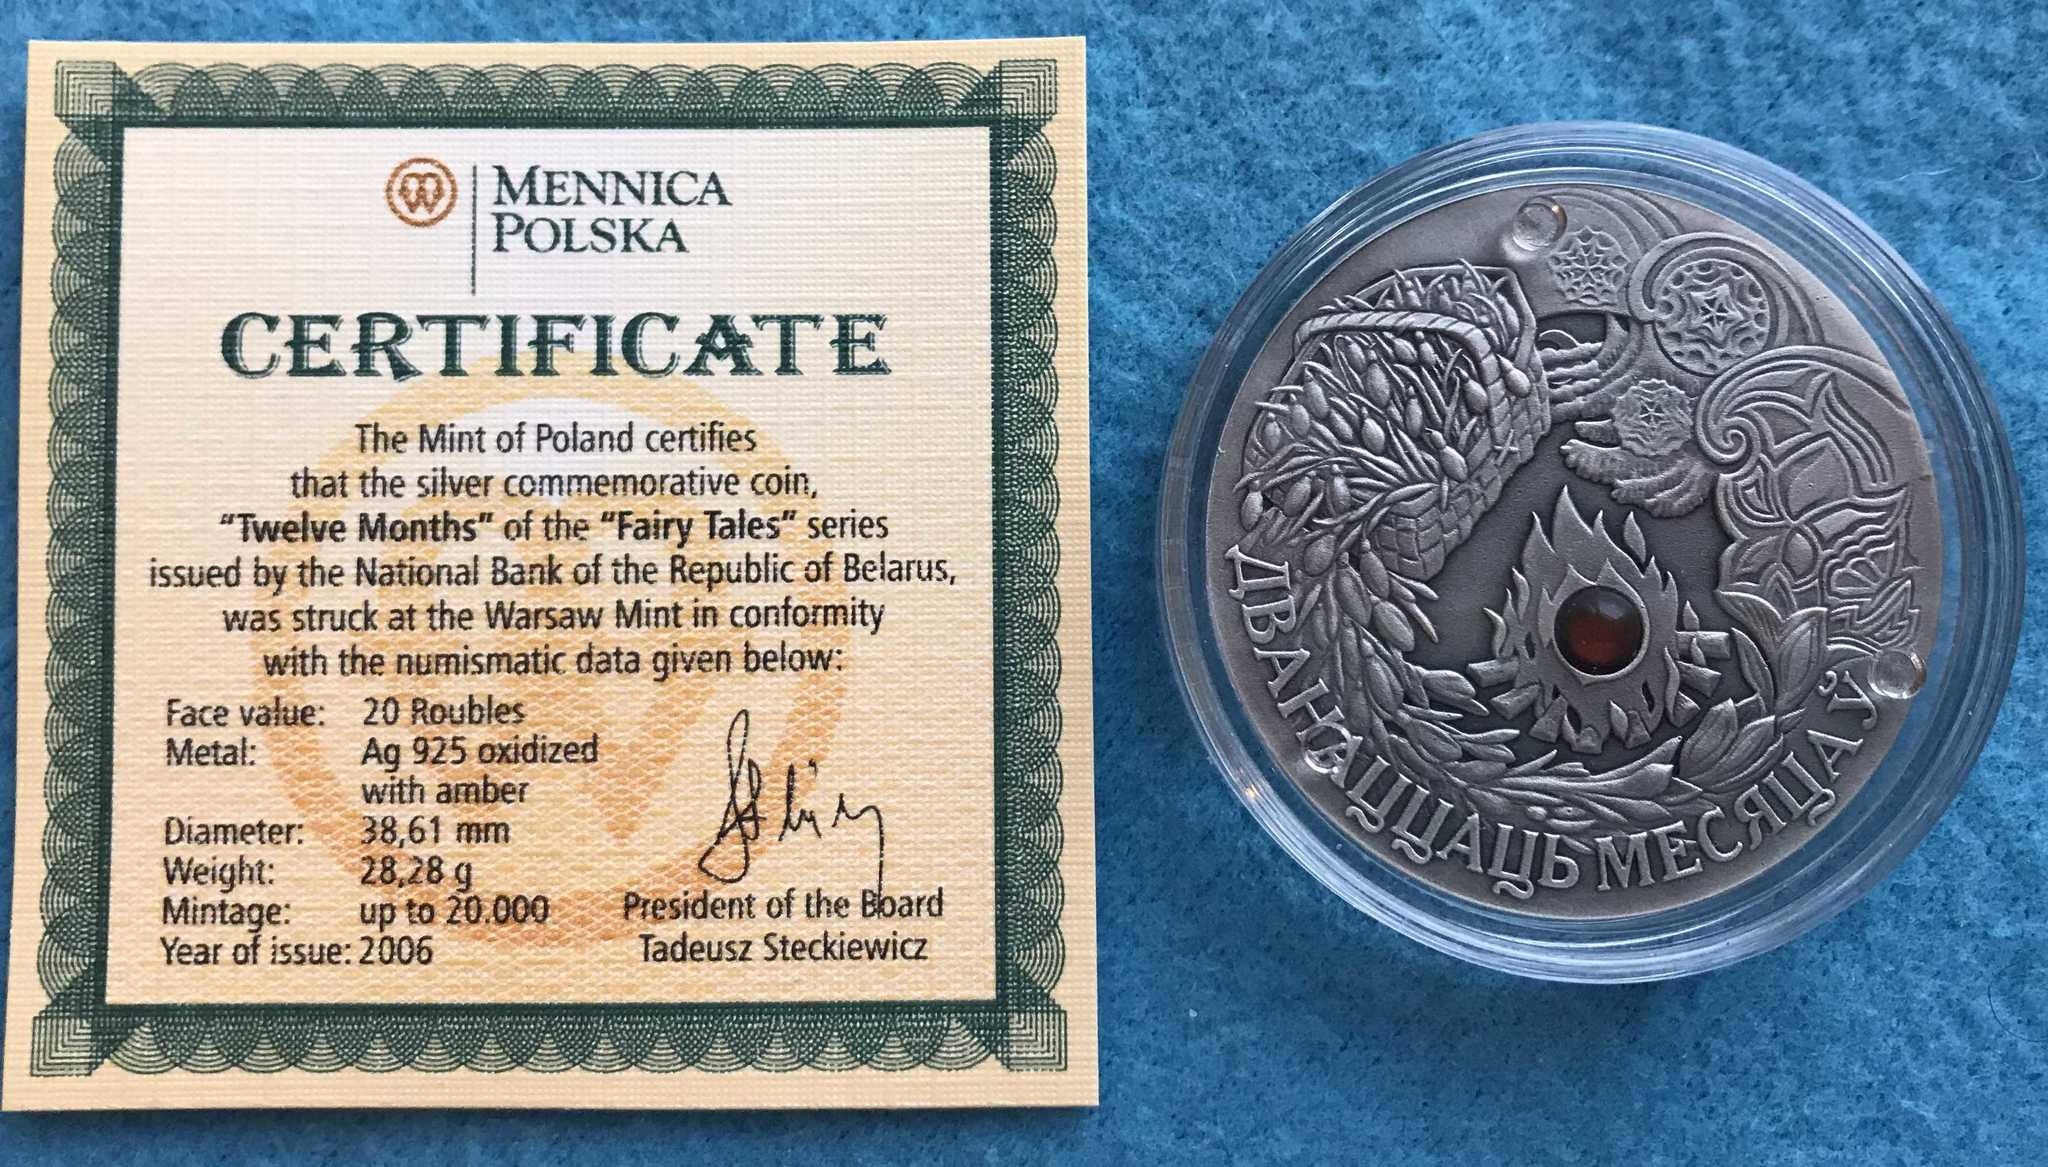 MENNICA
POLSKA
CERTIFICATE
The Mint of Poland certifies
that the silver commemorative coin,
“Twelve Months” of the “Fairy Tales” series
issued by the National Bank of the Republic of Belarus,
was struck at the Warsaw Mint in conformity
with the numismatic data given below:
Face value: 20 Roubles
Metal: Ag 925 oxidized
with amber
Diameter: 38,61 mm
Weight: 28,28 g
Mintage: up to 20.000
Year of issue: 2006
President of the Board
Tadeusz Steckiewicz
ДВАНАЦЦАЦЬ МЕСЯЦАЎ